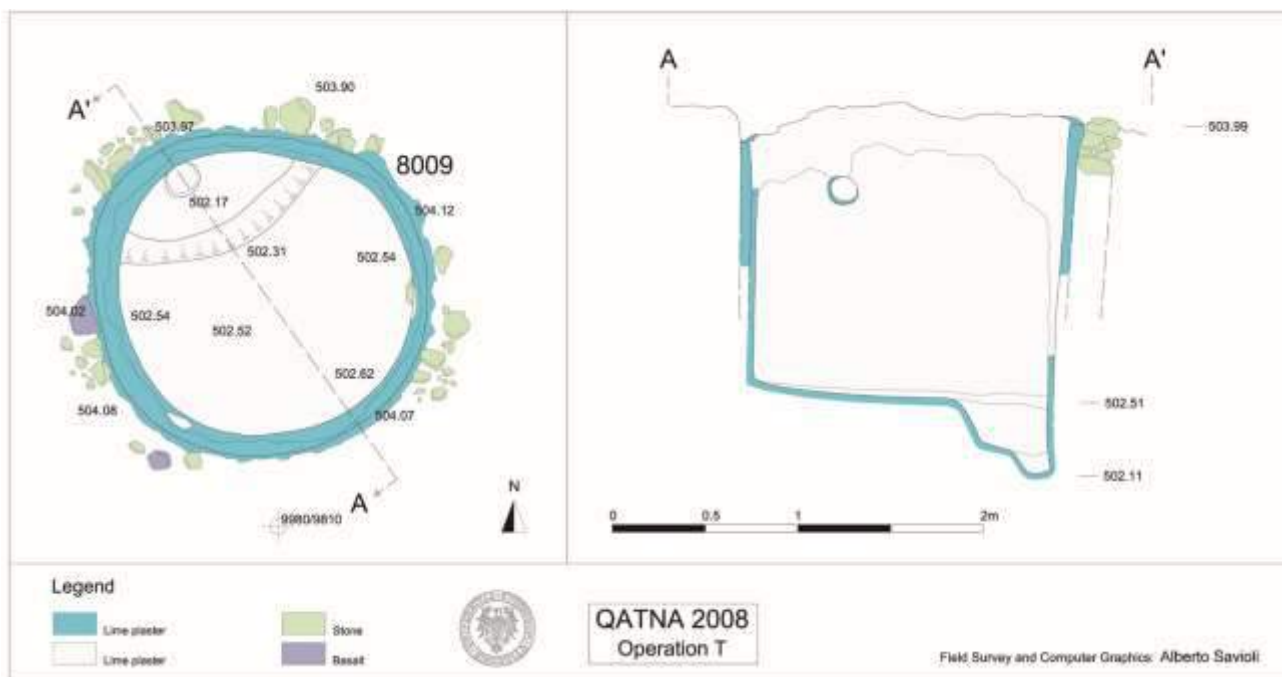 A'
503.90
503.97
8009
502.17
504.12
502.31
502.54
504.02
502.54
502.52
502.62
504.08
504.07
A
N
9980/9810
A
A'
503.99
502.51
502.11
0 0.5 1 2m
Legend
Lime plaster
Stone
Lime plaster
Basalt
QATNA 2008
Operation T
Field Survey and Computer Graphics: Alberto Savioli